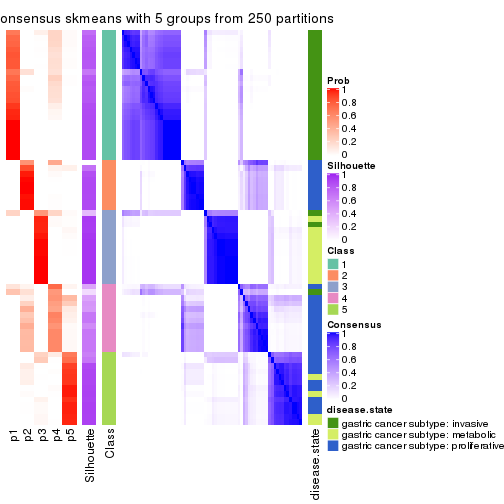 onsensus skmeans with 5 groups from 250 partitions
Prob
1
0.8
0.6
0.4
0.2
0
Silhouette
1
0.8
0.6
0.4
0.2
0
Class
1
2
3
4
5
Consensus
1
0.8
0.6
0.4
0.2
0
disease.state
gastric cancer subtype: invasive
gastric cancer subtype: metabolic
gastric cancer subtype: proliferative
p1
p2
p3
p4
p5
Silhouette
Class
disease.state